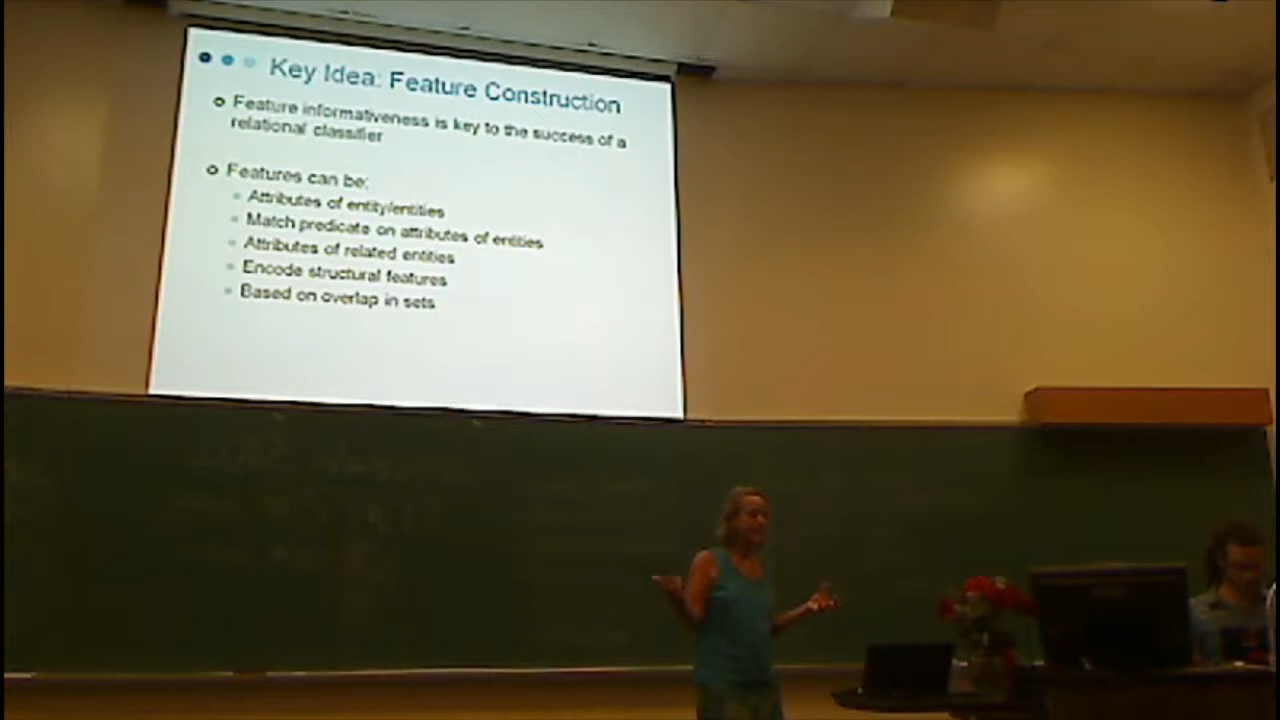 Key Idea: Feature Construction
Feature informativeness is key to the success of a
relational classifier
Features can be:
Attributes of entity/entities
Match predicate on attributes of entities
Attributes of related entities
Encode structural features
Based on overlap in sets